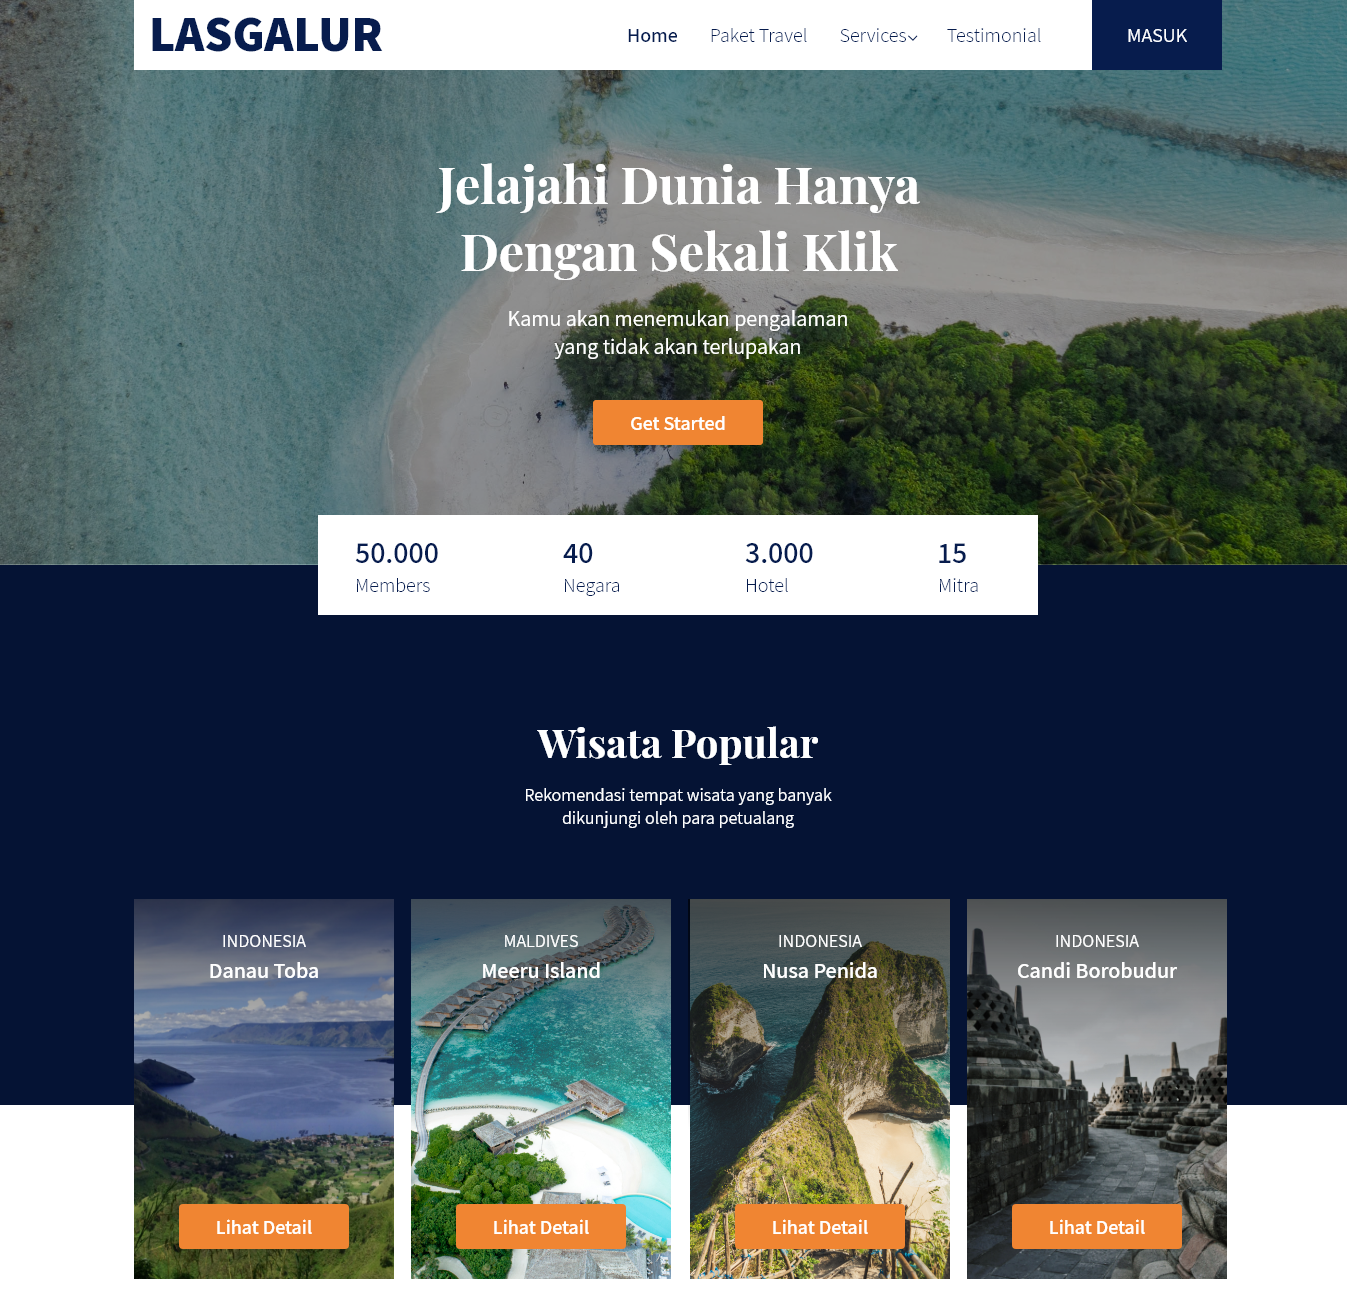 LASGALUR
Home Paket Travel Services Testimonial MASUK
Jelajahi Dunia Hanya
Dengan Sekali Klik
Kamu akan menemukan pengalaman
yang tidak akan terlupakan
Get Started
50.000 40 3.000 15
Members Negara Hotel Mitra
Wisata Popular
Rekomendasi tempat wisata yang banyak
dikunjungi oleh para petualang
INDONESIA
Danau Toba
Lihat Detail
MALDIVES
Meeru Island
Lihat Detail
INDONESIA
Nusa Penida
Lihat Detail
INDONESIA
Candi Borobudur
Lihat Detail